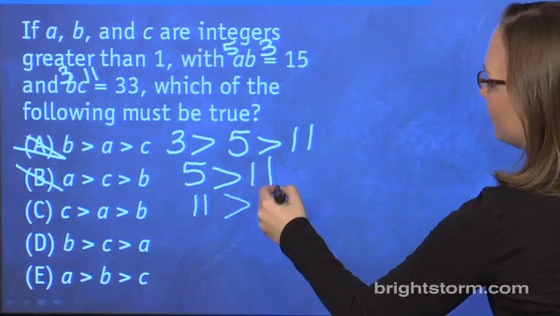 If a, b, and c are integers
greater than 1, with ab = 15
5 3
and bc = 33, which of the
3 11
following must be true?
(A) b > a > c 3 > 5 > 11
(B) a > c > b 5 > 11
(C) c > a > b 11 >
(D) b > c > a
(E) a > b > c
brightstorm.com